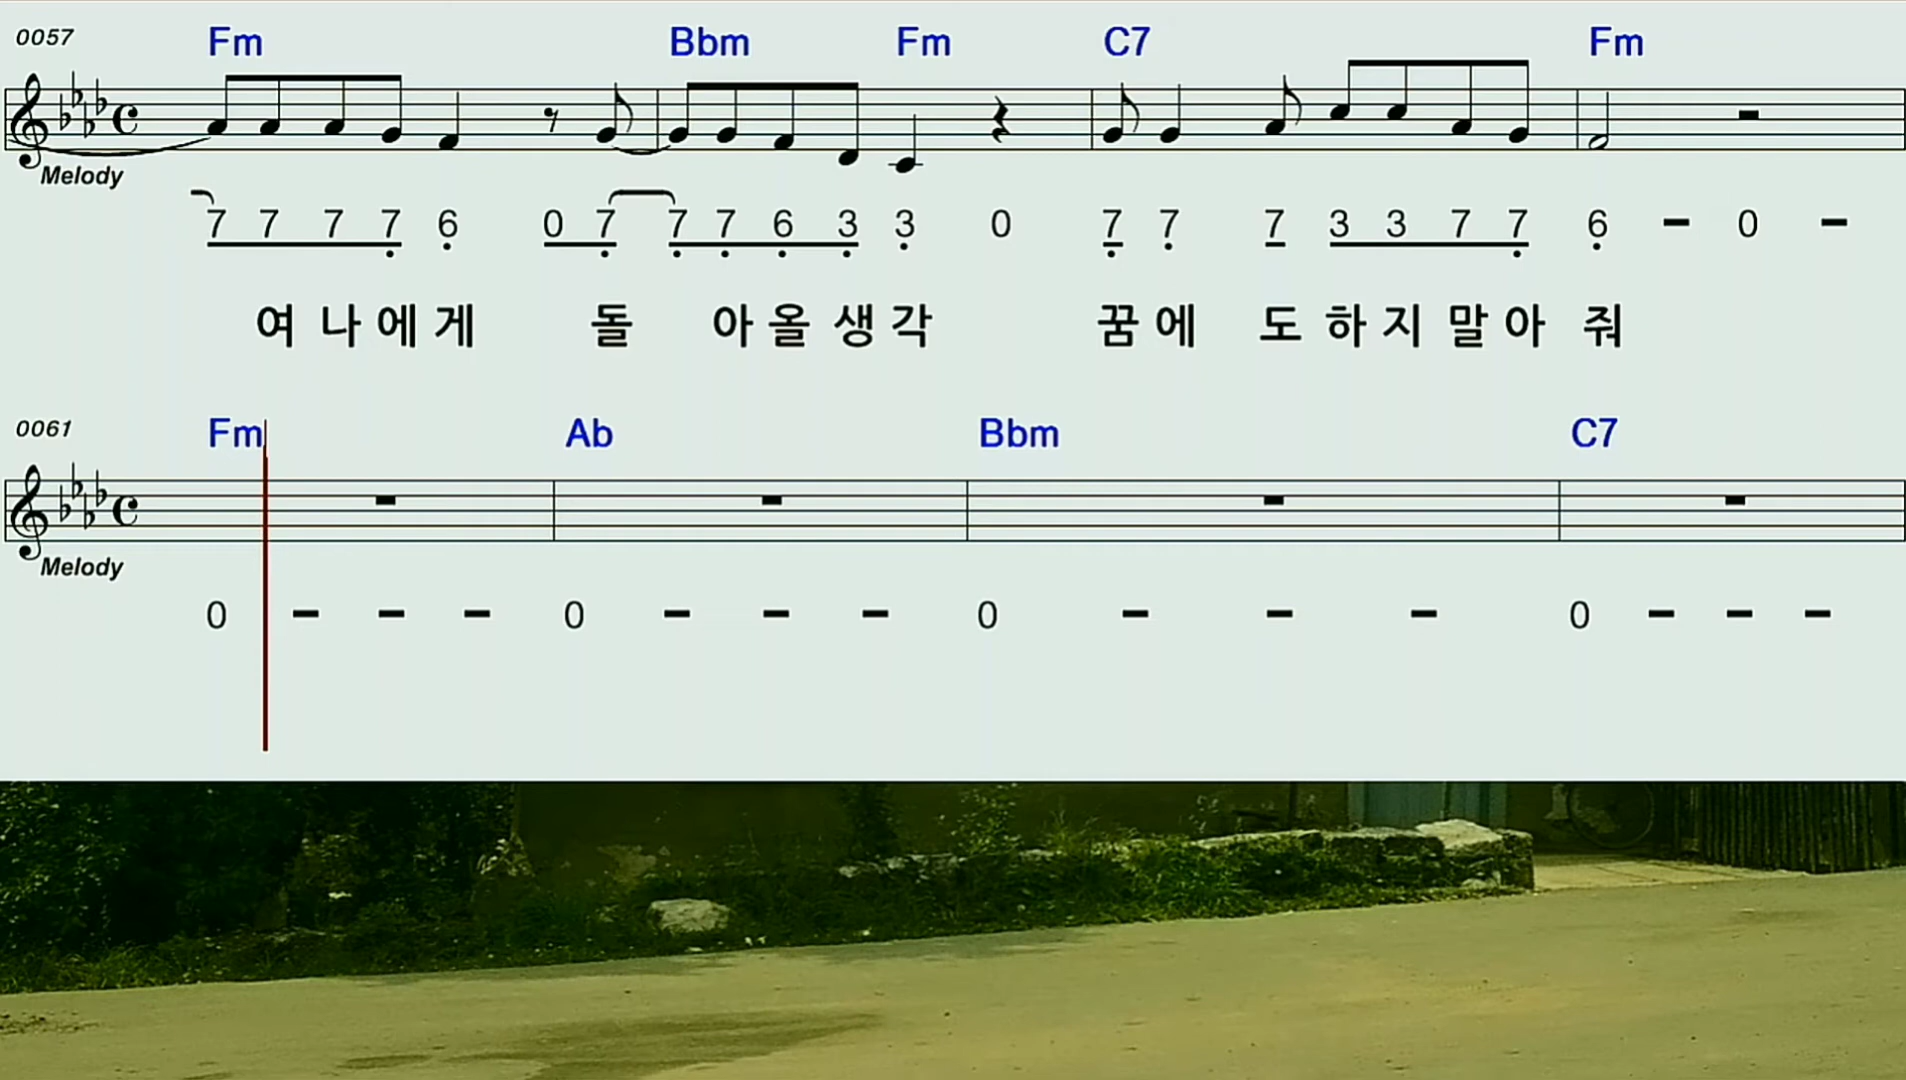 0057 Fm Bbm Fm C7 Fm
Melody
7 7 7 7 6 0 7 7 7 6 3 3 0 7 7 7 3 3 7 7 6 - 0 -
여 나 에 게 돌 아 올 생 각 꿈 에 도 하 지 말 아 줘
0061 Fm Ab Bbm C7
Melody
0 - - - 0 - - - 0 - - - 0 - - -